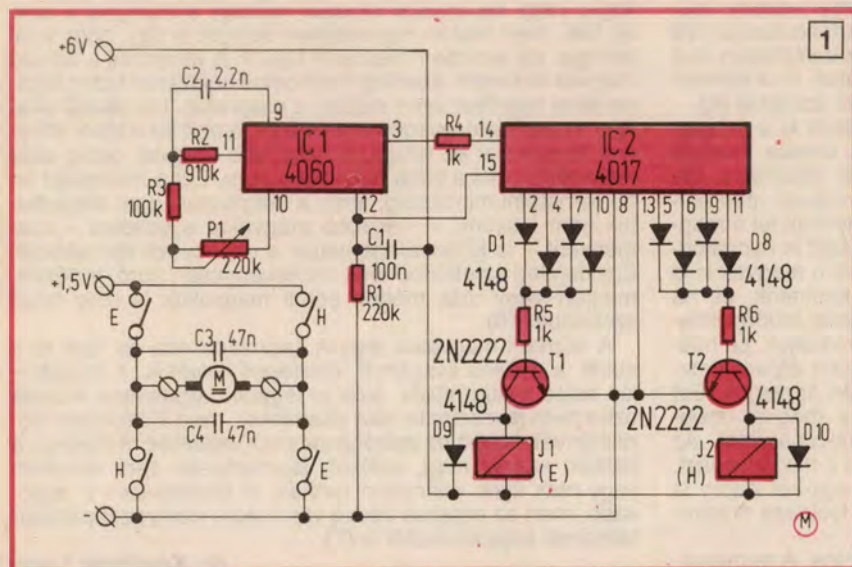 1
+6V
C2 2,2n
9
R2
11
IC1
4060
3
R4
1k
14
15
IC2
4017
910k
R3
100k
10
12
P1
220k
C1
100n
R1
220k
2 4 7 10 8 13 5 6 9 11
D1
4148
D8
4148
R5
1k
R6
1k
+1,5V
E
H
C3 47n
M
C4 47n
H
E
-
2N2222
T1
T2
2N2222
4148
D9
4148
D10
J1
(E)
J2
(H)
M